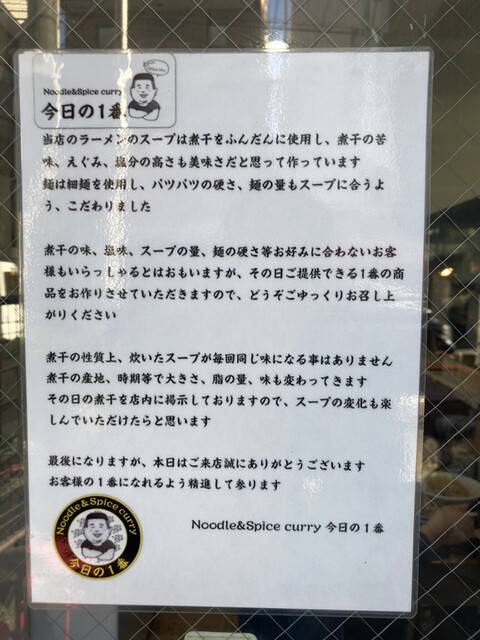 Noodle&Spice curry
今日の1番
当店のラーメンのスープは煮干をふんだんに使用し、煮干の苦
味、えぐみ、塩分の高さも美味さだと思って作っています
麺は細麺を使用し、パツパツの硬さ、麺の量もスープに合うよ
う、こだわりました
煮干の味、塩味、スープの量、麺の硬さ等お好みに合わないお客
様もいらっしゃるとはおもいますが、その日ご提供できる1番の商
品をお作りさせていただきますので、どうぞごゆっくりお召し上
がりください
煮干の性質上、炊いたスープが毎回同じ味になる事はありません
煮干の産地、時期等で大きさ、脂の量、味も変わってきます
その日の煮干を店内に掲示しておりますので、スープの変化も楽
しんでいただけたらと思います
最後になりますが、本日はご来店誠にありがとうございます
お客様の1番になれるよう精進して参ります
Noodle&Spice curry
今日の1番
Noodle&Spice curry 今日の1番